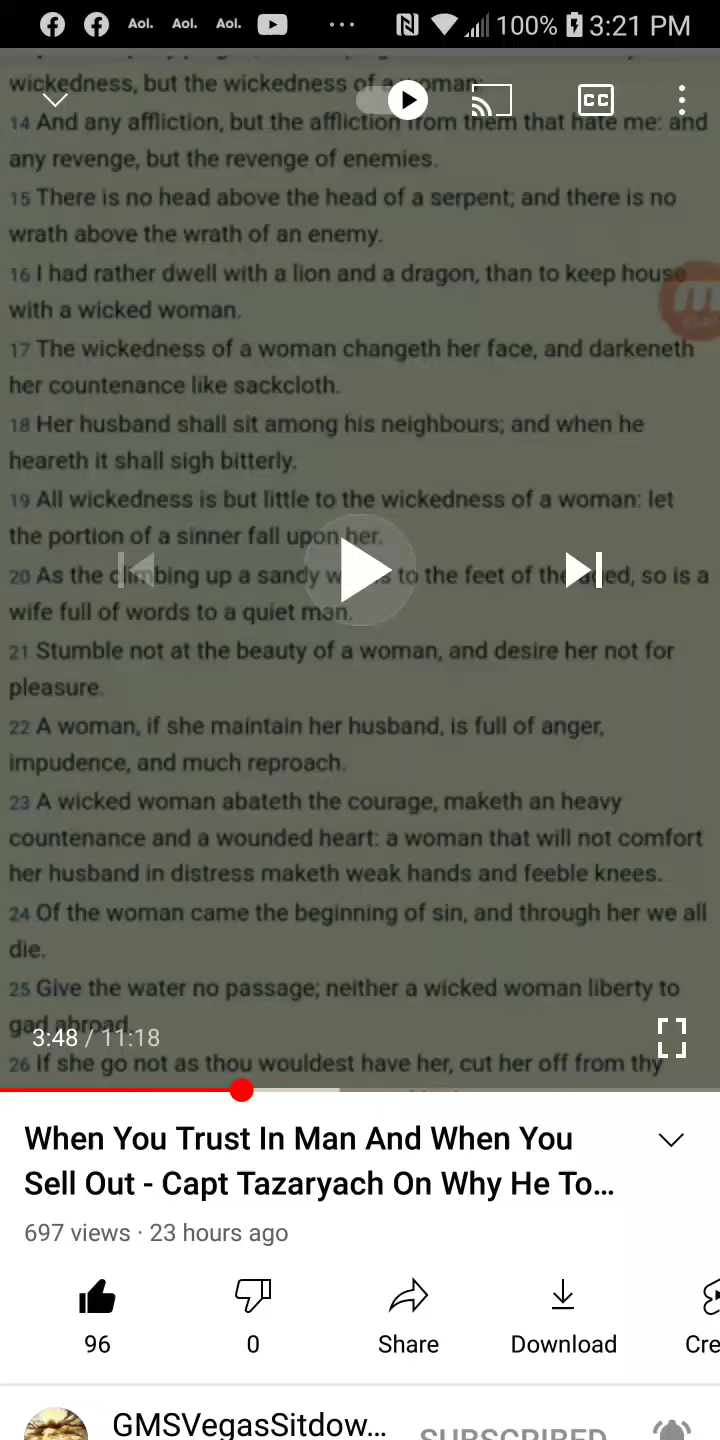 Aol. Aol. Aol. ... 100% 3:21 PM
wickedness, but the wickedness of a woman:
CC
14 And any affliction, but the affliction from them that hate me: and
any revenge, but the revenge of enemies.
15 There is no head above the head of a serpent; and there is no
wrath above the wrath of an enemy.
16 I had rather dwell with a lion and a dragon, than to keep house
with a wicked woman.
17 The wickedness of a woman changeth her face, and darkeneth
her countenance like sackcloth.
18 Her husband shall sit among his neighbours; and when he
heareth it shall sigh bitterly.
19 All wickedness is but little to the wickedness of a woman: let
the portion of a sinner fall upon her.
20 As the climbing up a sandy to the feet of the aged, so is a
wife full of words to a quiet man.
21 Stumble not at the beauty of a woman, and desire her not for
pleasure.
22 A woman, if she maintain her husband, is full of anger,
impudence, and much reproach.
23 A wicked woman abateth the courage, maketh an heavy
countenance and a wounded heart: a woman that will not comfort
her husband in distress maketh weak hands and feeble knees.
24 Of the woman came the beginning of sin, and through her we all
die.
25 Give the water no passage; neither a wicked woman liberty to
gad abroad.
3:48 / 11:18
26 If she go not as thou wouldest have her, cut her off from thy
When You Trust In Man And When You
Sell Out - Capt Tazaryach On Why He To...
697 views · 23 hours ago
96 0 Share Download Cre
GMSVegasSitdow... SUBSCRIBED